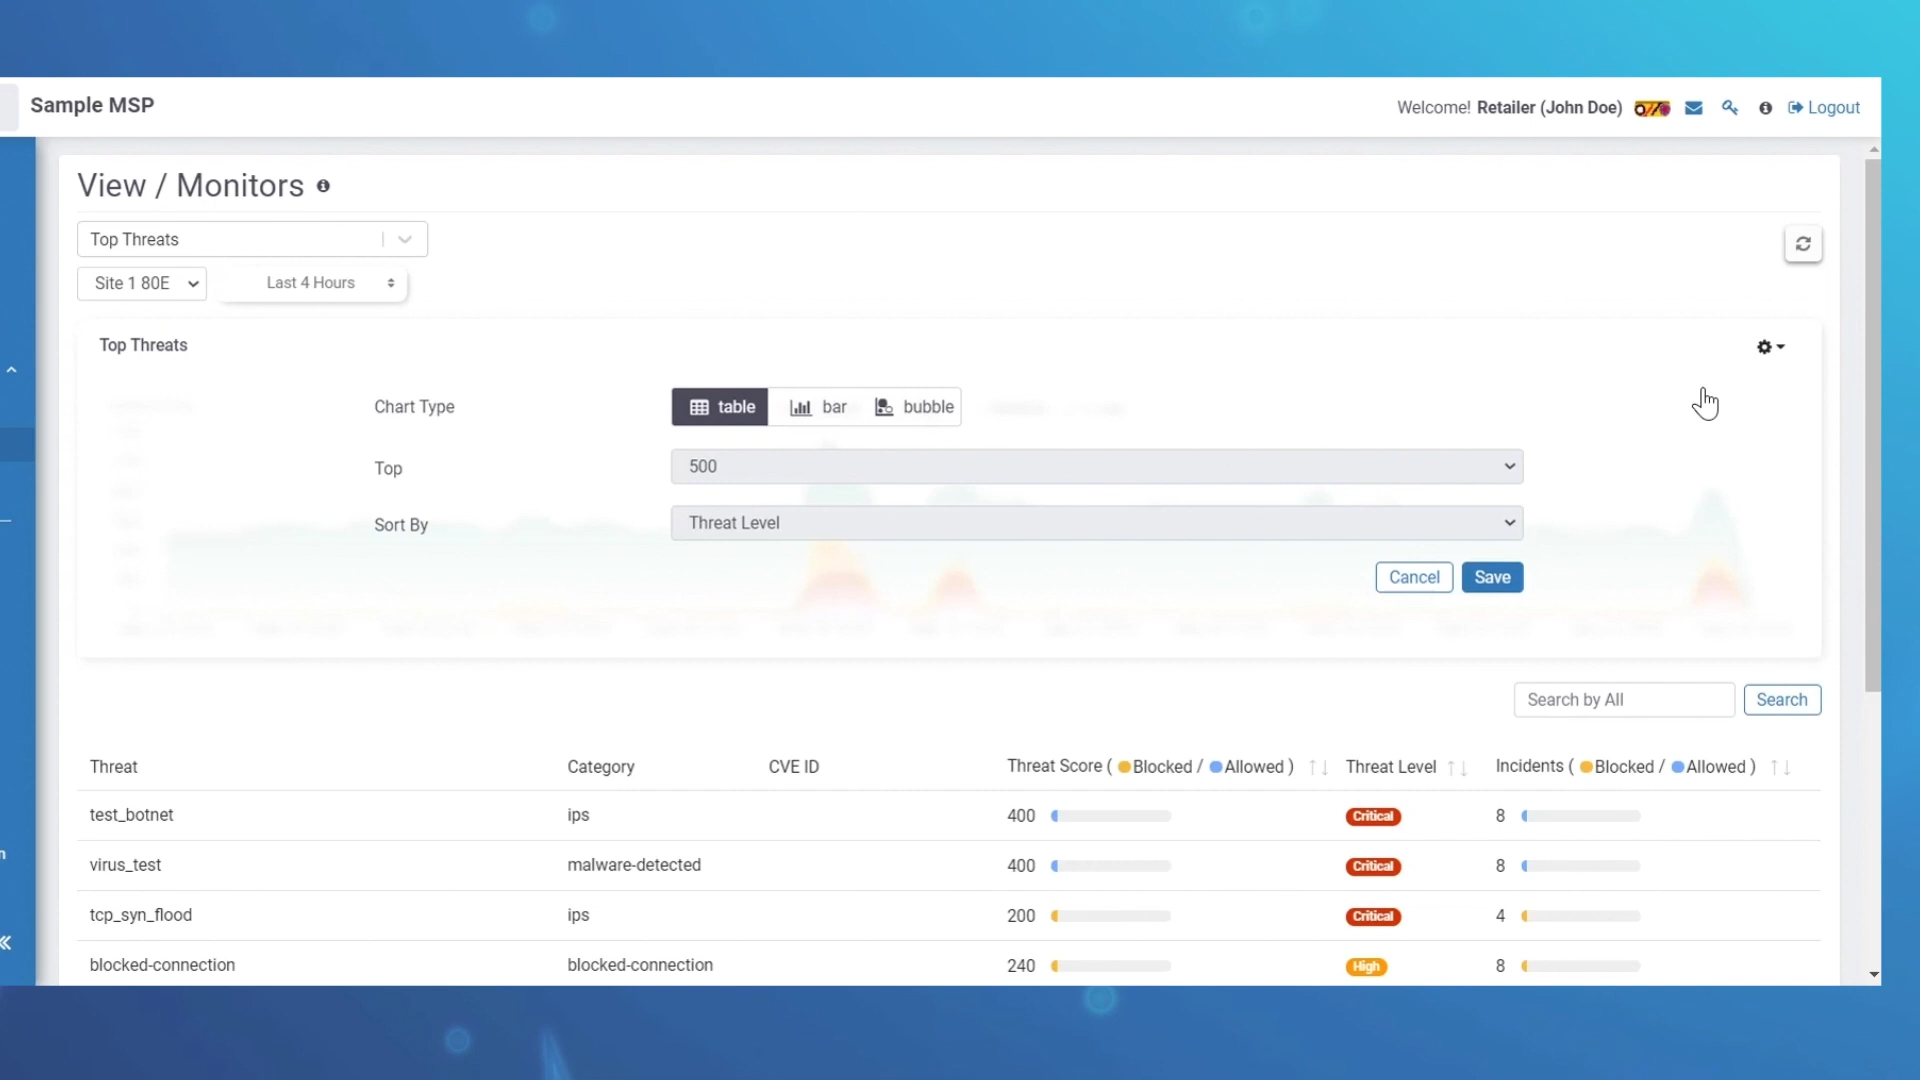 Sample MSP
Welcome! Retailer (John Doe) Logout
View / Monitors
Top Threats
Site 1 80E Last 4 Hours
Top Threats
Chart Type table bar bubble
Top 500
Sort By Threat Level
Cancel Save
Search by All Search
Threat Category CVE ID Threat Score ( Blocked / Allowed ) Threat Level Incidents ( Blocked / Allowed )
test_botnet ips 400 Critical 8
virus_test malware-detected 400 Critical 8
tcp_syn_flood ips 200 Critical 4
blocked-connection blocked-connection 240 High 8